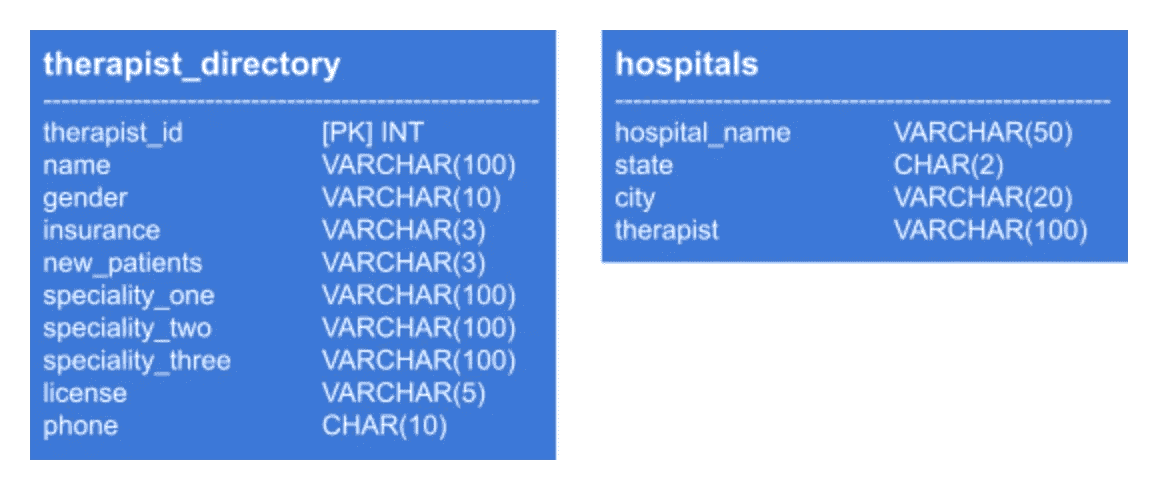 therapist_directory
------------------------------------------------------
therapist_id [PK] INT
name VARCHAR(100)
gender VARCHAR(10)
insurance VARCHAR(3)
new_patients VARCHAR(3)
speciality_one VARCHAR(100)
speciality_two VARCHAR(100)
speciality_three VARCHAR(100)
license VARCHAR(5)
phone CHAR(10)
hospitals
------------------------------------------------------
hospital_name VARCHAR(50)
state CHAR(2)
city VARCHAR(20)
therapist VARCHAR(100)